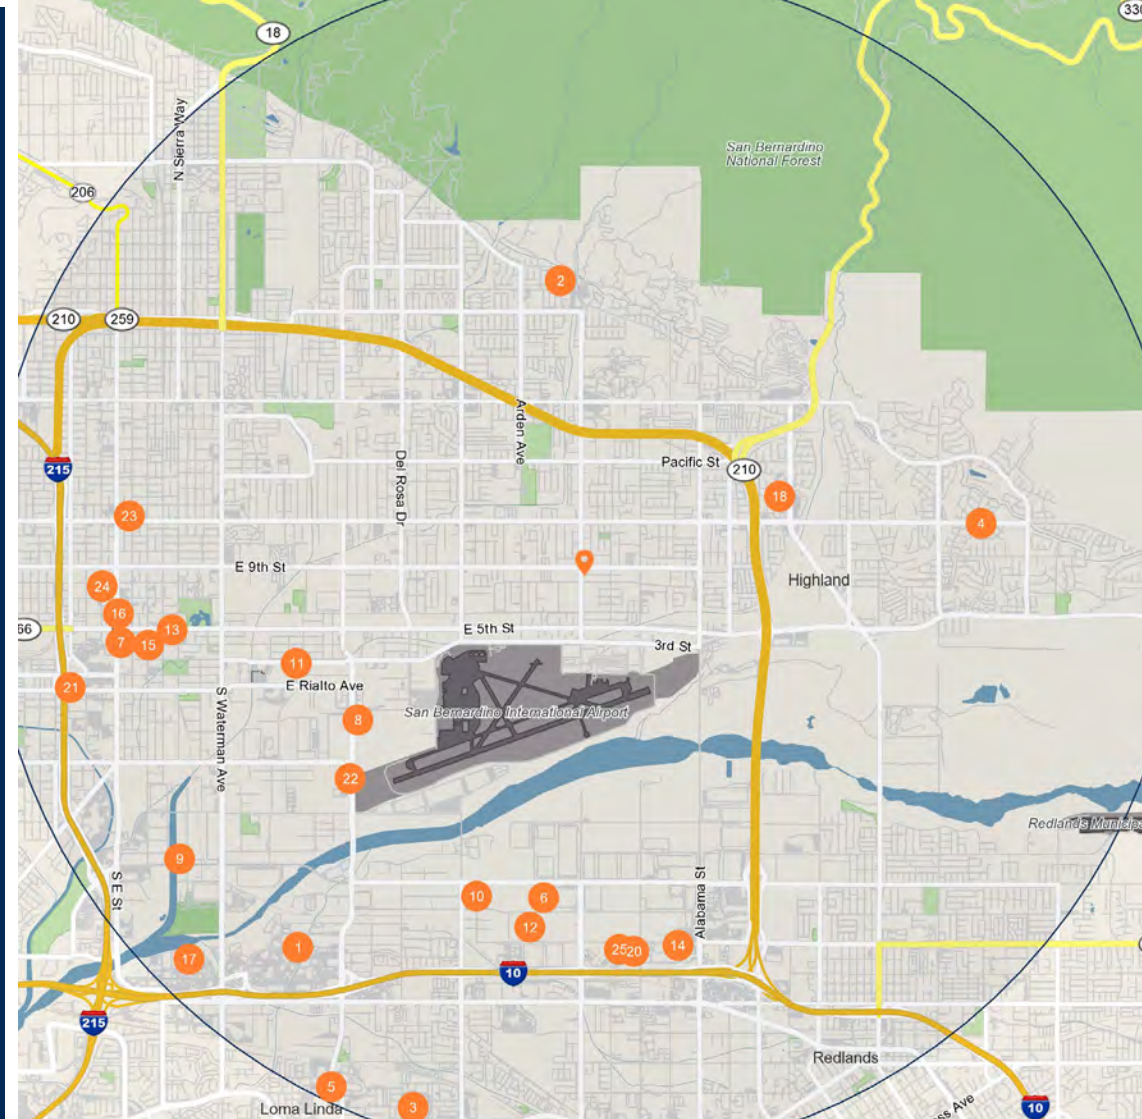 330
18
N Sierra Way
San Bernardino
National Forest
206
2
210
259
Arden Ave
Del Rosa Dr
Pacific St
215
210
18
23
4
E 9th St
Highland
24
16
66
13
E 5th St
7
15
3rd St
11
21
E Rialto Ave
S Waterman Ave
8
San Bernardino International Airport
22
Redlands Municipa
9
S E St
10
6
Alabama St
12
1
14
25
20
17
10
215
Redlands
5
Loma Linda
3
ss Ave
10